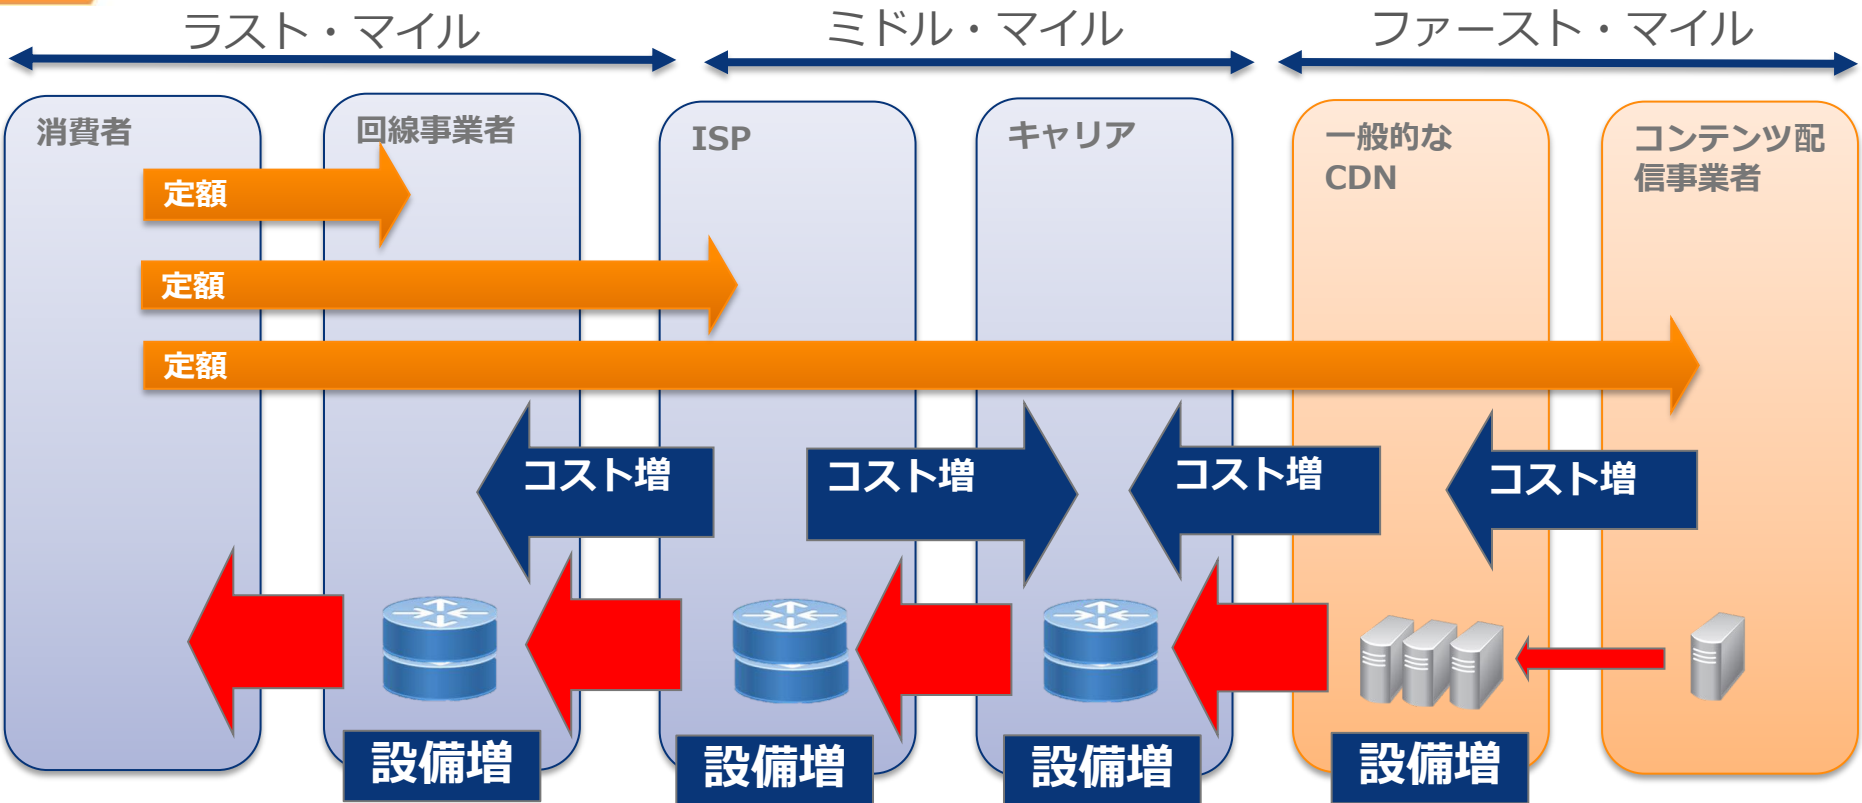 ラスト・マイル
ミドル・マイル
ファースト・マイル
消費者
回線事業者
ISP
キャリア
一般的な
CDN
コンテンツ配
信事業者
定額
定額
定額
コスト増
コスト増
コスト増
コスト増
設備増
設備増
設備増
設備増